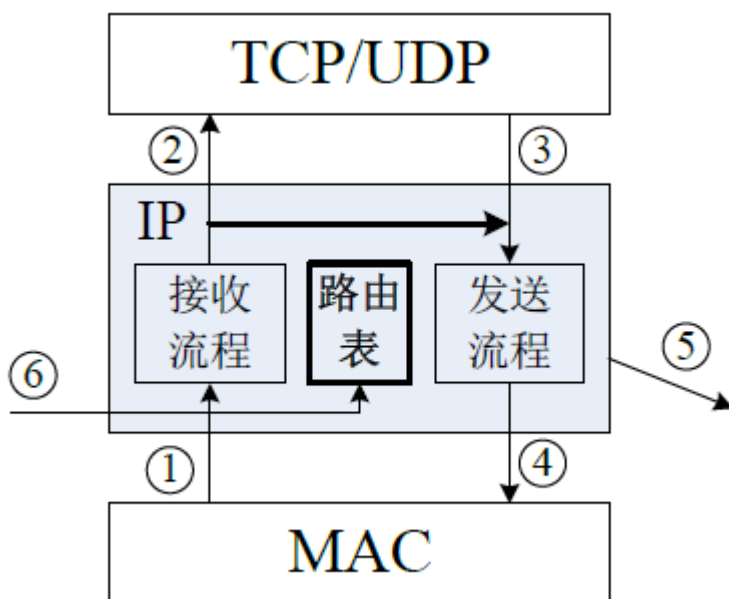 TCP/UDP
② ③
IP
接收 路由 发送
流程 表 流程
⑤
⑥
① ④
MAC